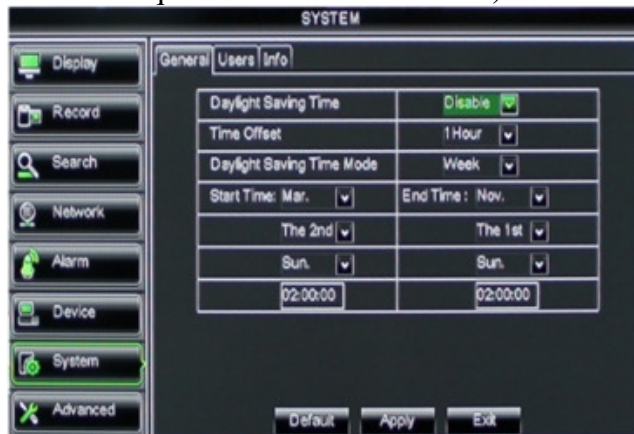 SYSTEM
Display
Record
Search
Network
Alarm
Device
System
Advanced
General Users Info
Daylight Saving Time Disable
Time Offset 1 Hour
Daylight Saving Time Mode Week
Start Time: Mar. End Time: Nov.
The 2nd The 1st
Sun. Sun.
02:00:00 02:00:00
Default Apply Exit